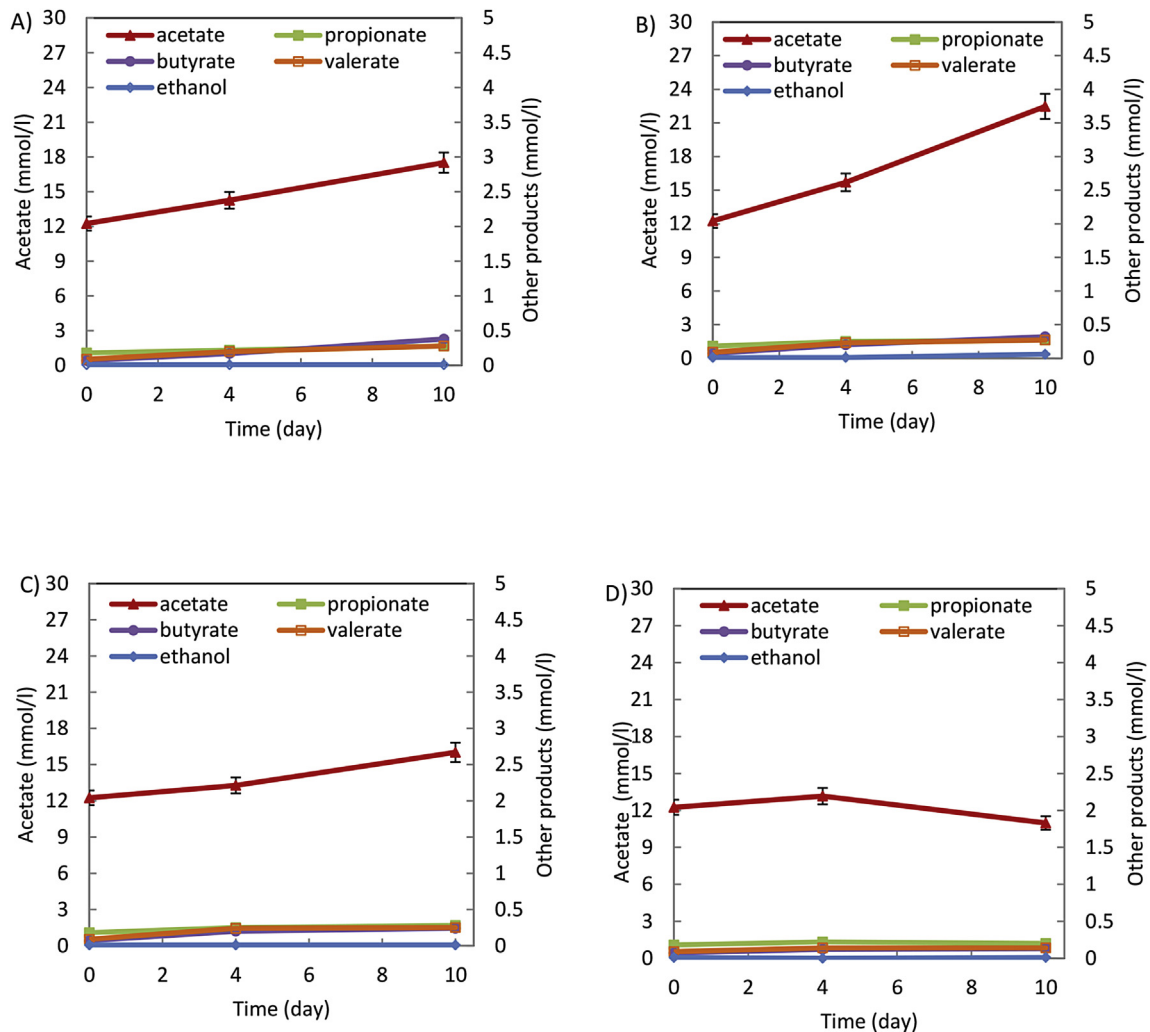 A)
acetate propionate
butyrate valerate
ethanol
30
27
24
21
18
15
12
9
6
3
0
5
4.5
4
3.5
3
2.5
2
1.5
1
0.5
0
Acetate (mmol/l)
Other products (mmol/l)
0 2 4 6 8 10
Time (day)
B)
acetate propionate
butyrate valerate
ethanol
30
27
24
21
18
15
12
9
6
3
0
5
4.5
4
3.5
3
2.5
2
1.5
1
0.5
0
Acetate (mmol/l)
Other products (mmol/l)
0 2 4 6 8 10
Time (day)
C)
acetate propionate
butyrate valerate
ethanol
30
27
24
21
18
15
12
9
6
3
0
5
4.5
4
3.5
3
2.5
2
1.5
1
0.5
0
Acetate (mmol/l)
Other products (mmol/l)
0 2 4 6 8 10
Time (day)
D)
acetate propionate
butyrate valerate
ethanol
30
27
24
21
18
15
12
9
6
3
0
5
4.5
4
3.5
3
2.5
2
1.5
1
0.5
0
Acetate (mmol/l)
Other products (mmol/l)
0 2 4 6 8 10
Time (day)